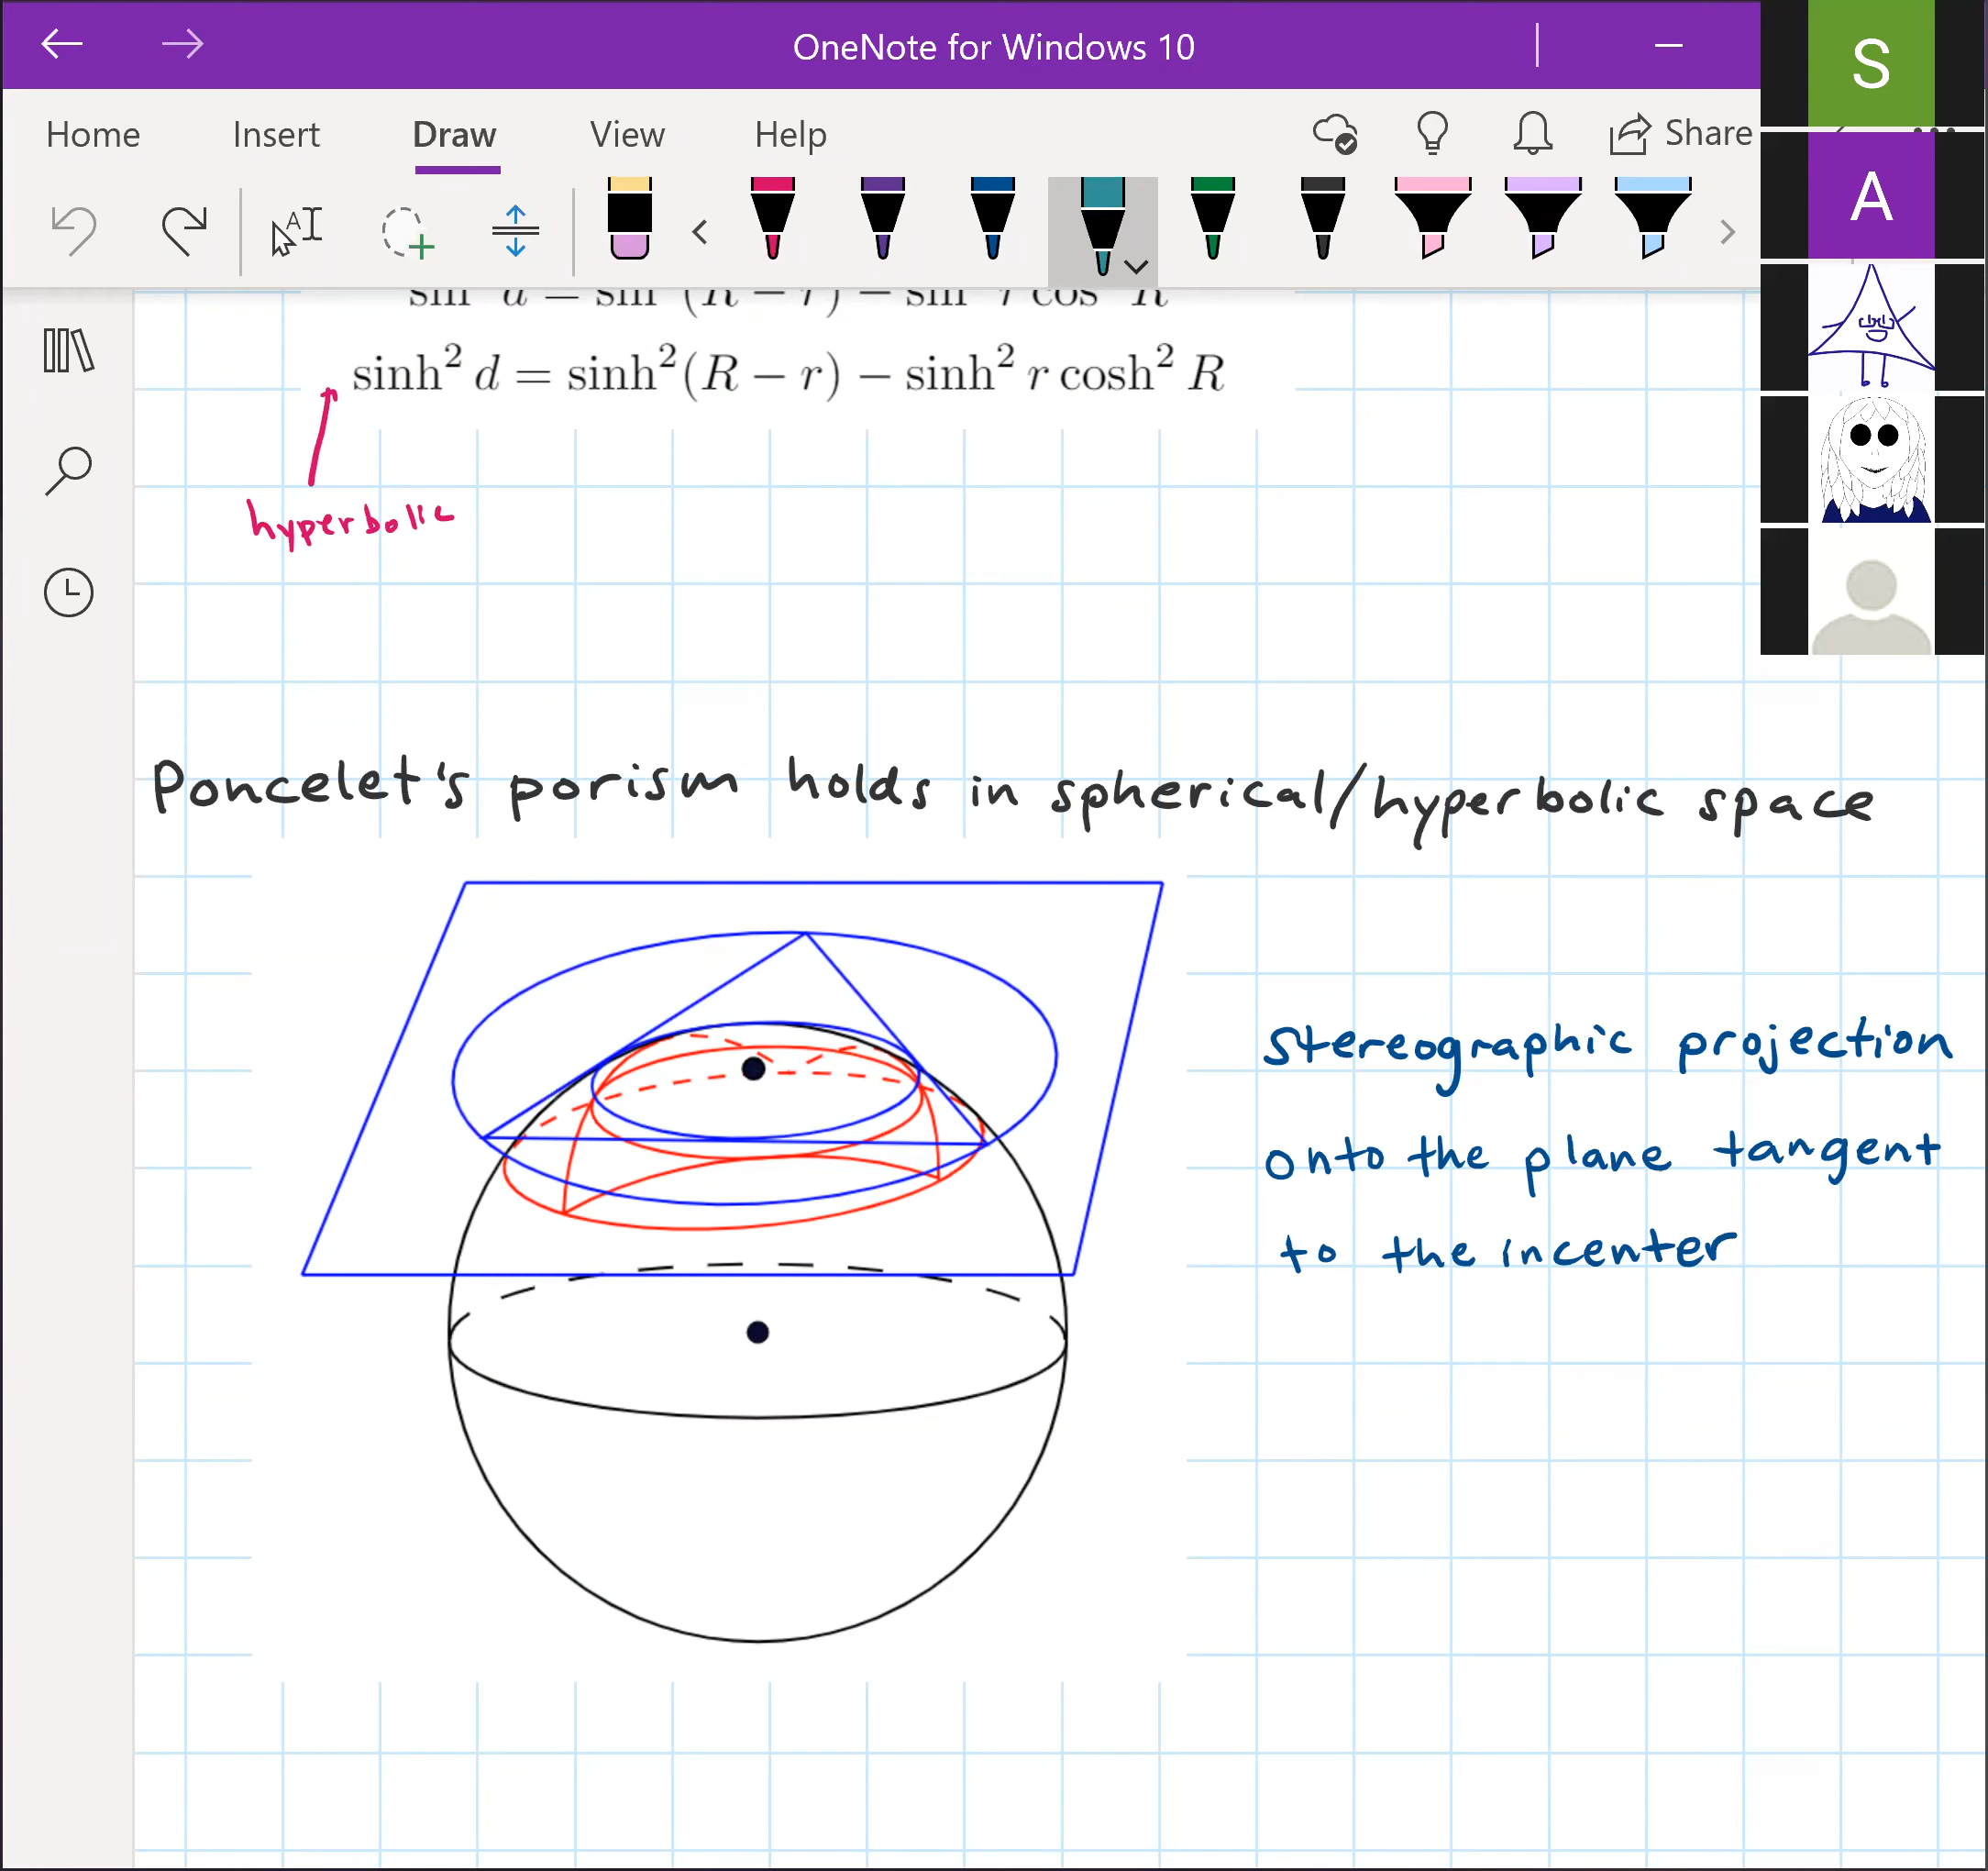 OneNote for Windows 10
S
Home Insert Draw View Help Share
A
sinh² d = sinh²(R − r) − sinh² r cosh² R
hyperbolic
Poncelet's porism holds in spherical/hyperbolic space
stereographic projection
onto the plane tangent
to the incenter